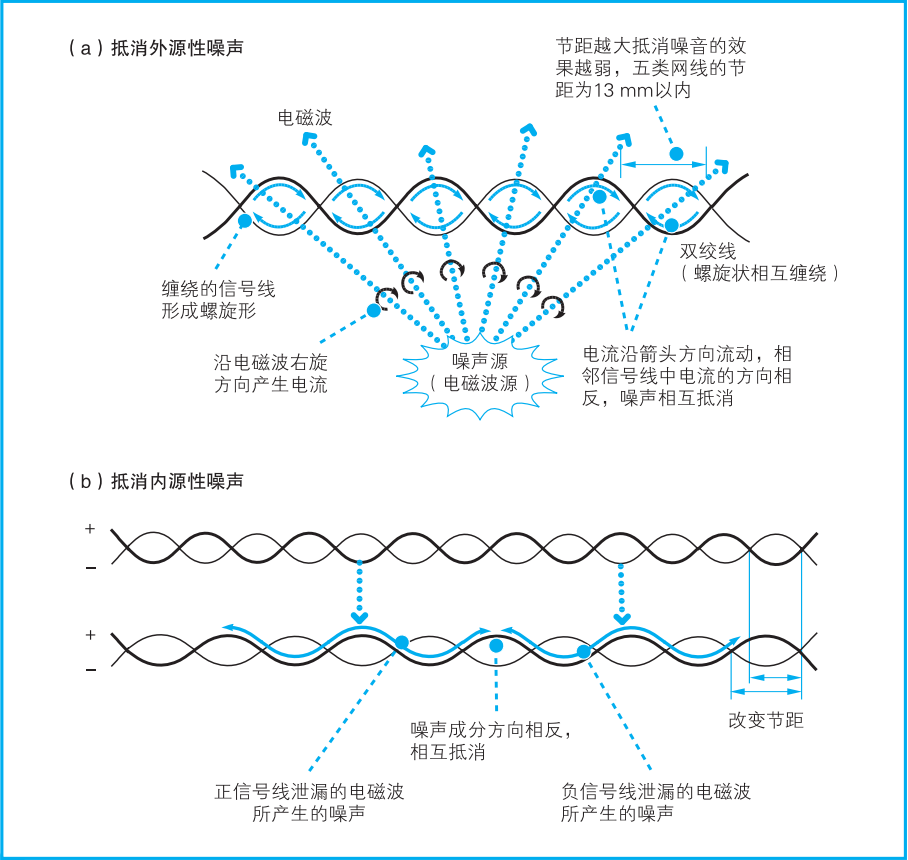 （a）抵消外源性噪声
节距越大抵消噪音的效
果越弱，五类网线的节
距为13 mm以内
电磁波
双绞线
（螺旋状相互缠绕）
缠绕的信号线
形成螺旋形
沿电磁波右旋
方向产生电流
噪声源
（电磁波源）
电流沿箭头方向流动，相
邻信号线中电流的方向相
反，噪声相互抵消
（b）抵消内源性噪声
+
−
+
−
改变节距
噪声成分方向相反，
相互抵消
正信号线泄漏的电磁波
所产生的噪声
负信号线泄漏的电磁波
所产生的噪声